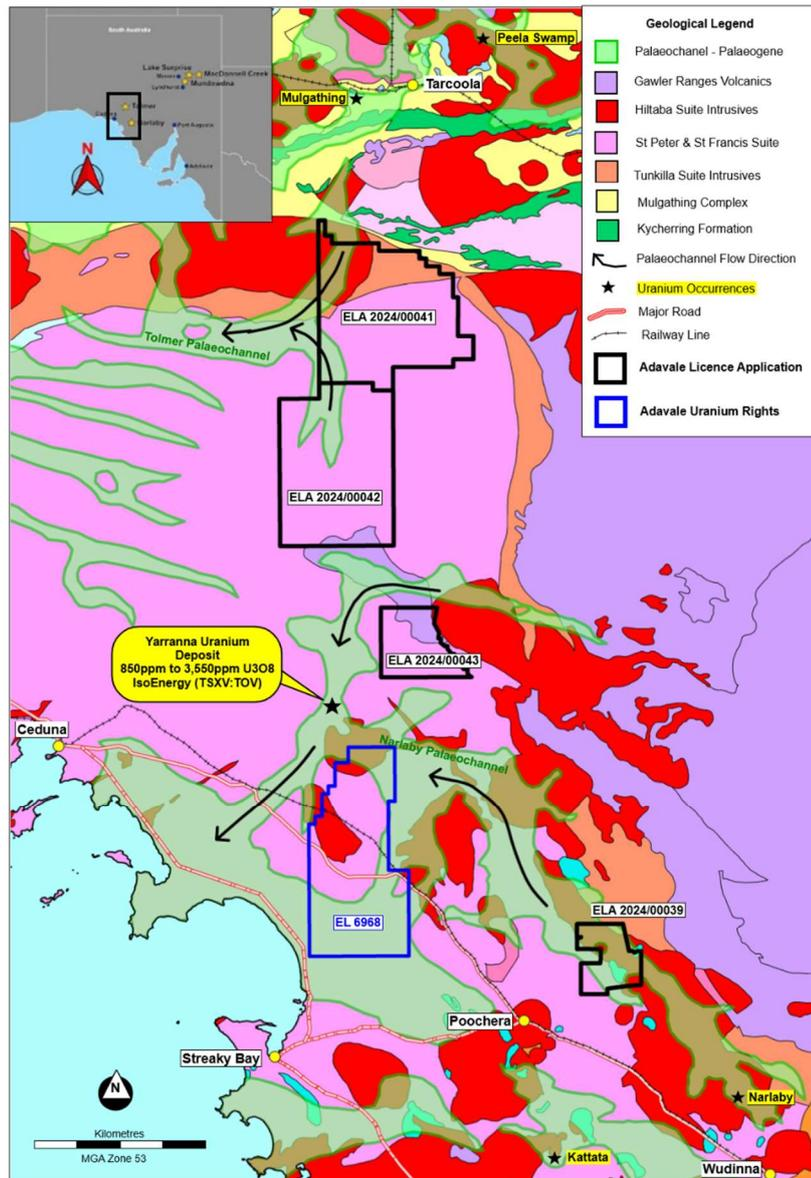 South Australia
Lake Surprise
MacDonnell Creek
Mundowdna
Lyndhurst
Tolmer
Narlaby
Port Augusta
Adelaide
N
Peela Swamp
Tarcoola
Mulgathing
Geological Legend
Palaeochanel - Palaeogene
Gawler Ranges Volcanics
Hiltaba Suite Intrusives
St Peter & St Francis Suite
Tunkilla Suite Intrusives
Mulgathing Complex
Kycherring Formation
Palaeochannel Flow Direction
Uranium Occurrences
Major Road
Railway Line
Adavale Licence Application
Adavale Uranium Rights
ELA 2024/00041
Tolmer Palaeochannel
ELA 2024/00042
Yarranna Uranium
Deposit
850ppm to 3,550ppm U3O8
IsoEnergy (TSXV:TOV)
ELA 2024/00043
Ceduna
Narlaby Palaeochannel
EL 6968
ELA 2024/00039
Poochera
Streaky Bay
Narlaby
Kattata
Wudinna
N
Kilometres
MGA Zone 53